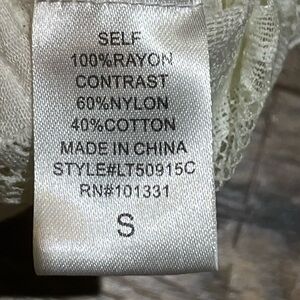 SELF
100%RAYON
CONTRAST
60%NYLON
40%COTTON
MADE IN CHINA
STYLE#LT50915C
RN#101331
S